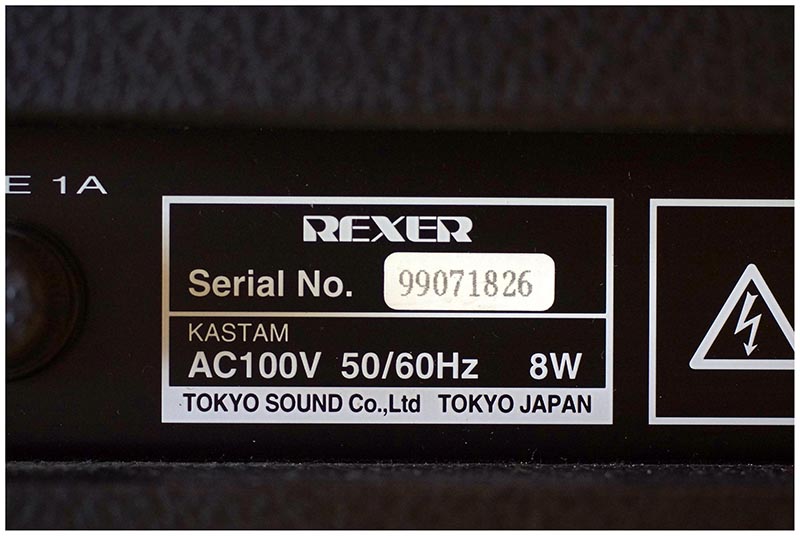 E 1A
REXER
Serial No. 99071826
KASTAM
AC100V 50/60Hz 8W
TOKYO SOUND Co.,Ltd TOKYO JAPAN